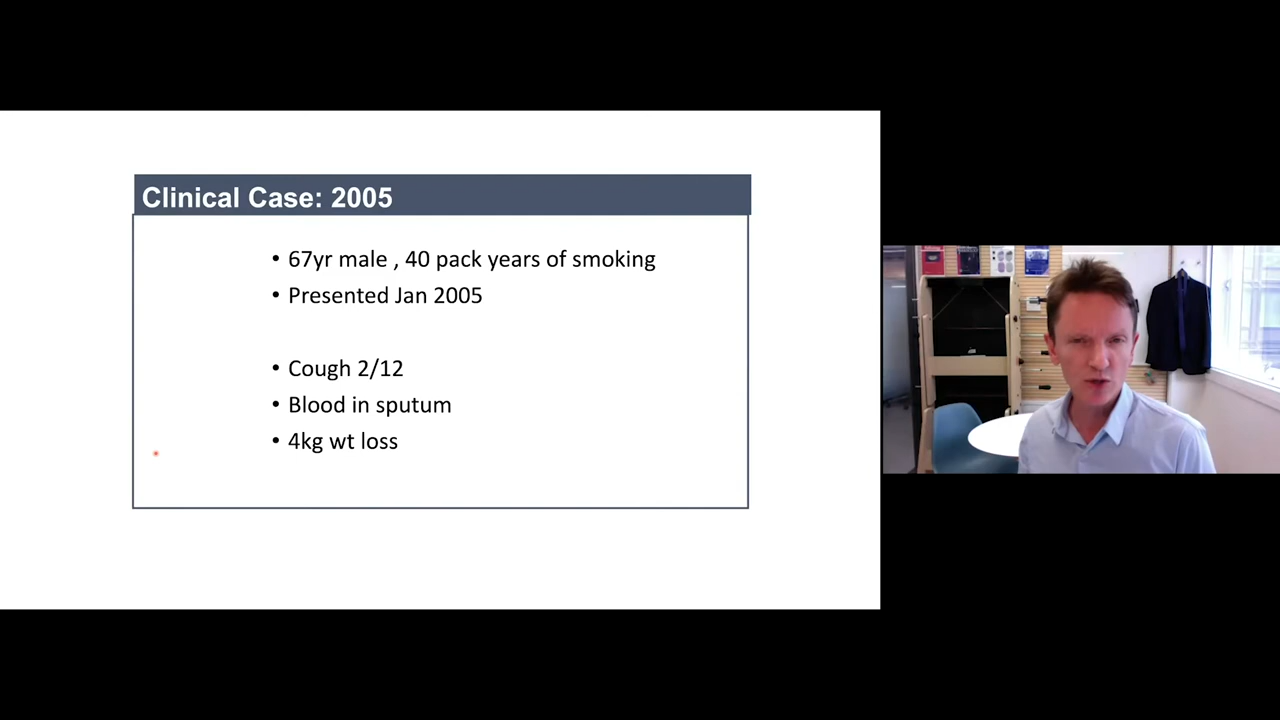 Clinical Case: 2005
• 67yr male , 40 pack years of smoking
• Presented Jan 2005
• Cough 2/12
• Blood in sputum
• 4kg wt loss